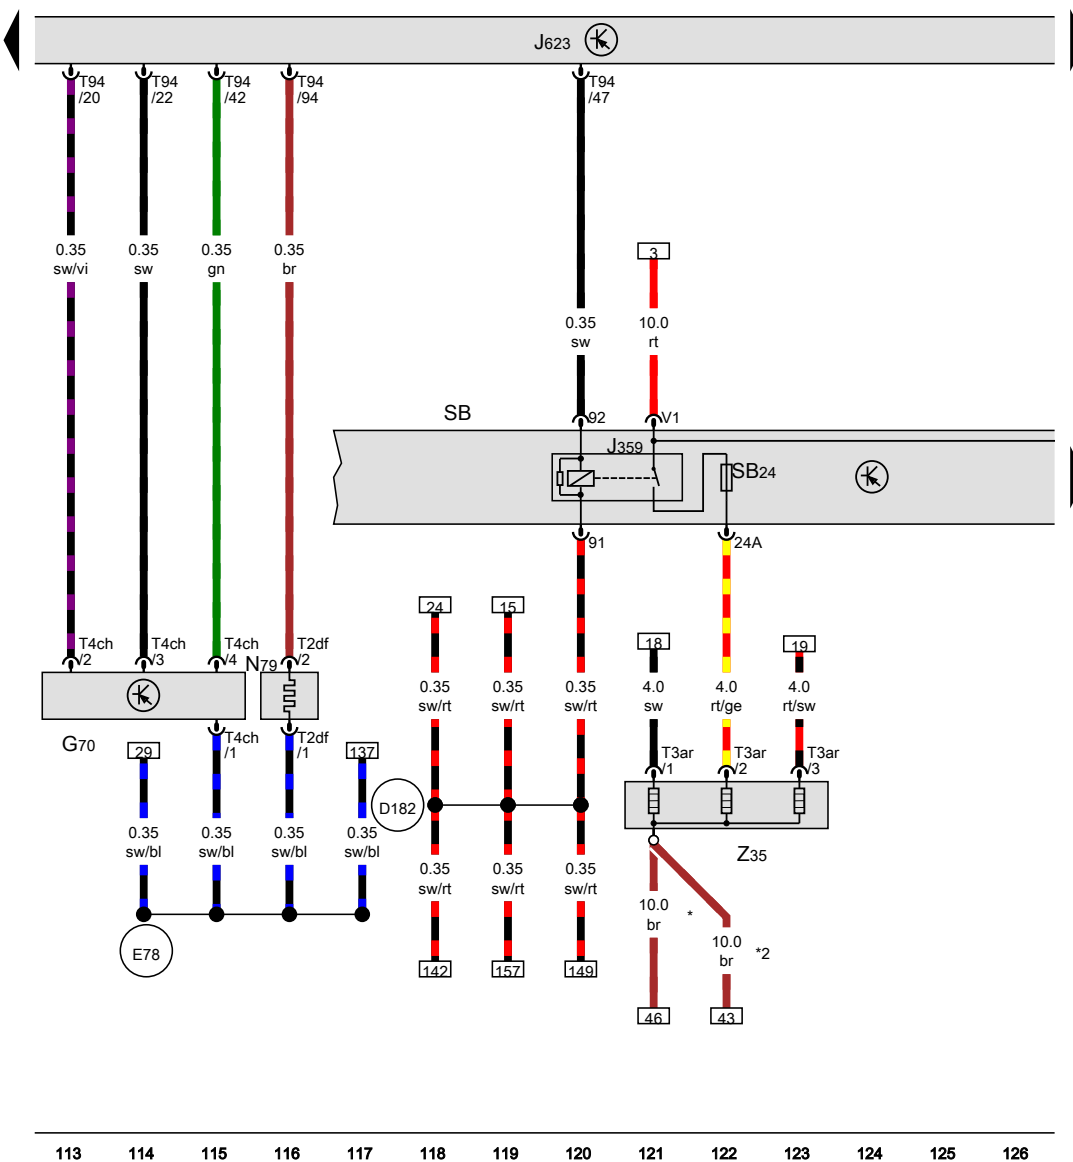 J623
T94 T94 T94 T94 T94
/20 /22 /42 /94 /47
0.35 0.35 0.35 0.35 3
sw/vi sw gn br
0.35 10.0
sw rt
SB 92 V1
J359
SB24
91 24A
24 15
T4ch T4ch T4ch T2df 18 19
/2 /3 /4 N79 /2
0.35 0.35 0.35 4.0 4.0 4.0
sw/rt sw/rt sw/rt sw rt/ge rt/sw
G70 T4ch T2df
/1 /1
29 137 T3ar T3ar T3ar
/1 /2 /3
D182
0.35 0.35 0.35 0.35
sw/bl sw/bl sw/bl sw/bl
Z35
0.35 0.35 0.35
sw/rt sw/rt sw/rt
10.0 *
br
E78
10.0 *2
br
142 157 149
46 43
113 114 115 116 117 118 119 120 121 122 123 124 125 126